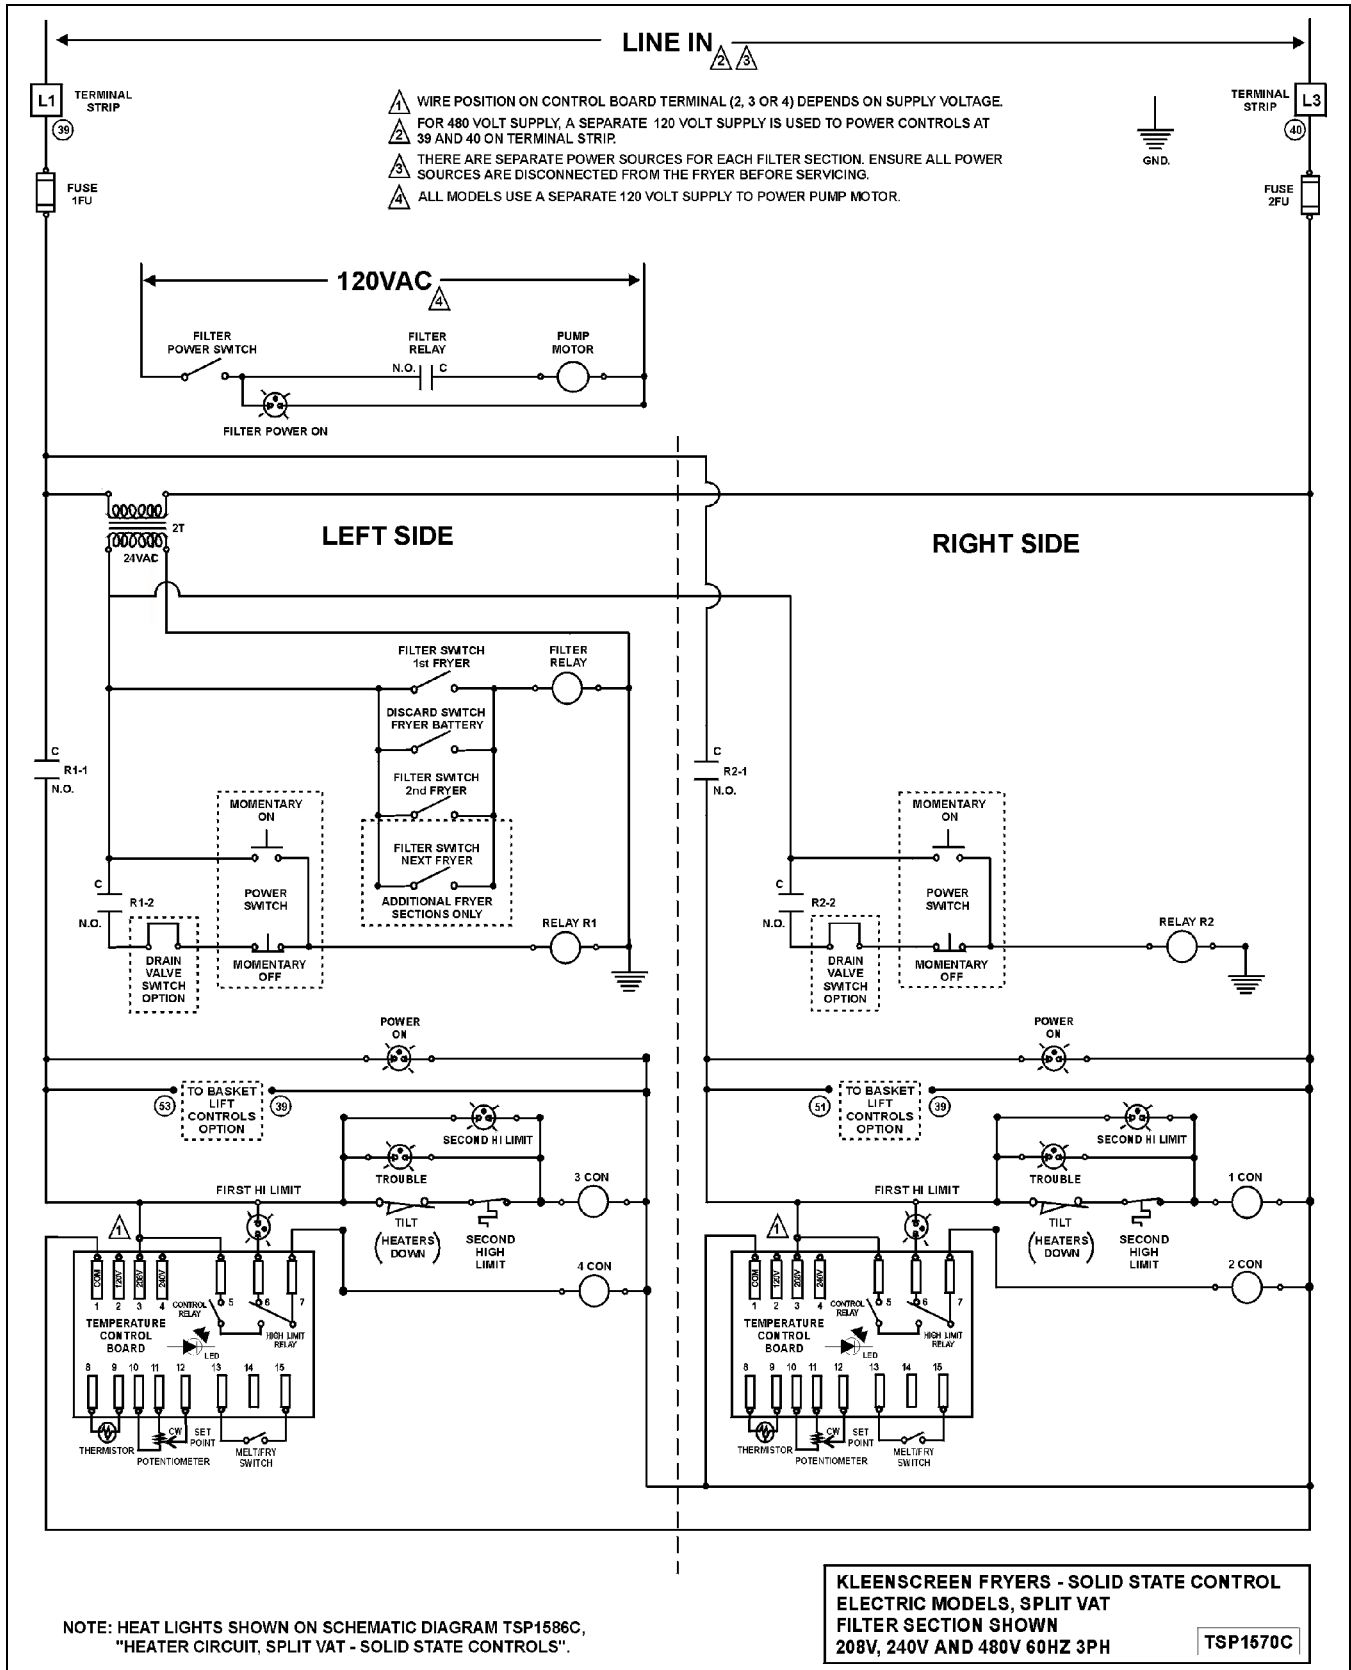 LINE IN
2
3
L1
TERMINAL
STRIP
39
TERMINAL
STRIP
L3
40
1 WIRE POSITION ON CONTROL BOARD TERMINAL (2, 3 OR 4) DEPENDS ON SUPPLY VOLTAGE.
2 FOR 480 VOLT SUPPLY, A SEPARATE 120 VOLT SUPPLY IS USED TO POWER CONTROLS AT
39 AND 40 ON TERMINAL STRIP.
3 THERE ARE SEPARATE POWER SOURCES FOR EACH FILTER SECTION. ENSURE ALL POWER
SOURCES ARE DISCONNECTED FROM THE FRYER BEFORE SERVICING.
4 ALL MODELS USE A SEPARATE 120 VOLT SUPPLY TO POWER PUMP MOTOR.
GND.
FUSE
1FU
FUSE
2FU
120VAC
4
FILTER
POWER SWITCH
FILTER
RELAY
N.O.
C
PUMP
MOTOR
FILTER POWER ON
2T
24VAC
LEFT SIDE
RIGHT SIDE
FILTER SWITCH
1st FRYER
FILTER
RELAY
DISCARD SWITCH
FRYER BATTERY
FILTER SWITCH
2nd FRYER
FILTER SWITCH
NEXT FRYER
ADDITIONAL FRYER
SECTIONS ONLY
C
R1-1
N.O.
MOMENTARY
ON
POWER
SWITCH
MOMENTARY
OFF
C
R1-2
N.O.
DRAIN
VALVE
SWITCH
OPTION
RELAY R1
C
R2-1
N.O.
MOMENTARY
ON
POWER
SWITCH
MOMENTARY
OFF
C
R2-2
N.O.
DRAIN
VALVE
SWITCH
OPTION
RELAY R2
POWER
ON
53
TO BASKET
LIFT
CONTROLS
OPTION
39
SECOND HI LIMIT
TROUBLE
FIRST HI LIMIT
3 CON
1
TILT
(HEATERS
DOWN)
SECOND
HIGH
LIMIT
4 CON
COM
120V
208V
240V
1
2
3
4
CONTROL
RELAY
5
6
7
TEMPERATURE
CONTROL
BOARD
HIGH LIMIT
RELAY
LED
8
9
10
11
12
13
14
15
THERMISTOR
CW
SET
POINT
POTENTIOMETER
MELT/FRY
SWITCH
POWER
ON
51
TO BASKET
LIFT
CONTROLS
OPTION
39
SECOND HI LIMIT
TROUBLE
FIRST HI LIMIT
1 CON
1
TILT
(HEATERS
DOWN)
SECOND
HIGH
LIMIT
2 CON
COM
120V
208V
240V
1
2
3
4
CONTROL
RELAY
5
6
7
TEMPERATURE
CONTROL
BOARD
HIGH LIMIT
RELAY
LED
8
9
10
11
12
13
14
15
THERMISTOR
CW
SET
POINT
POTENTIOMETER
MELT/FRY
SWITCH
NOTE: HEAT LIGHTS SHOWN ON SCHEMATIC DIAGRAM TSP1586C,
"HEATER CIRCUIT, SPLIT VAT - SOLID STATE CONTROLS".
KLEENSCREEN FRYERS - SOLID STATE CONTROL
ELECTRIC MODELS, SPLIT VAT
FILTER SECTION SHOWN
208V, 240V AND 480V 60HZ 3PH
TSP1570C